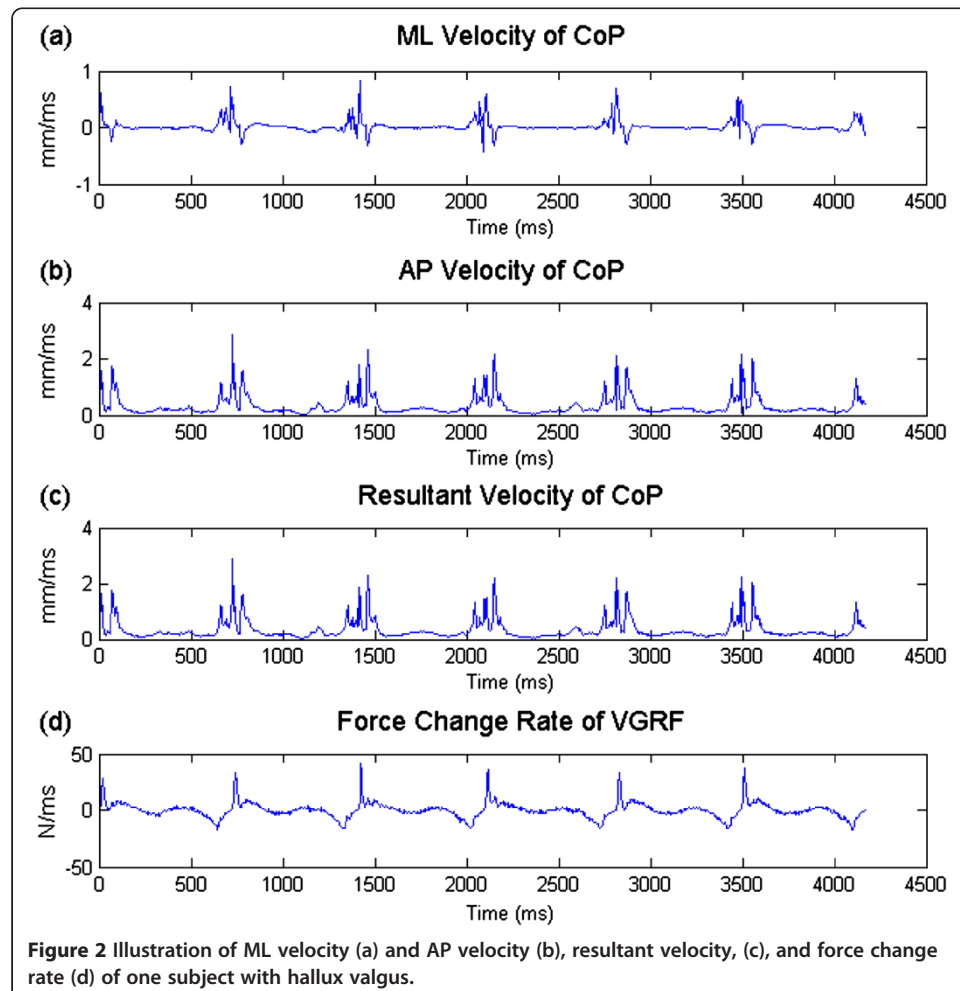 (a) ML Velocity of CoP
1
0
-1
mm/ms
0 500 1000 1500 2000 2500 3000 3500 4000 4500
Time (ms)
(b) AP Velocity of CoP
4
2
0
mm/ms
0 500 1000 1500 2000 2500 3000 3500 4000 4500
Time (ms)
(c) Resultant Velocity of CoP
4
2
0
mm/ms
0 500 1000 1500 2000 2500 3000 3500 4000 4500
Time (ms)
(d) Force Change Rate of VGRF
50
0
-50
N/ms
0 500 1000 1500 2000 2500 3000 3500 4000 4500
Time (ms)
Figure 2 Illustration of ML velocity (a) and AP velocity (b), resultant velocity, (c), and force change
rate (d) of one subject with hallux valgus.